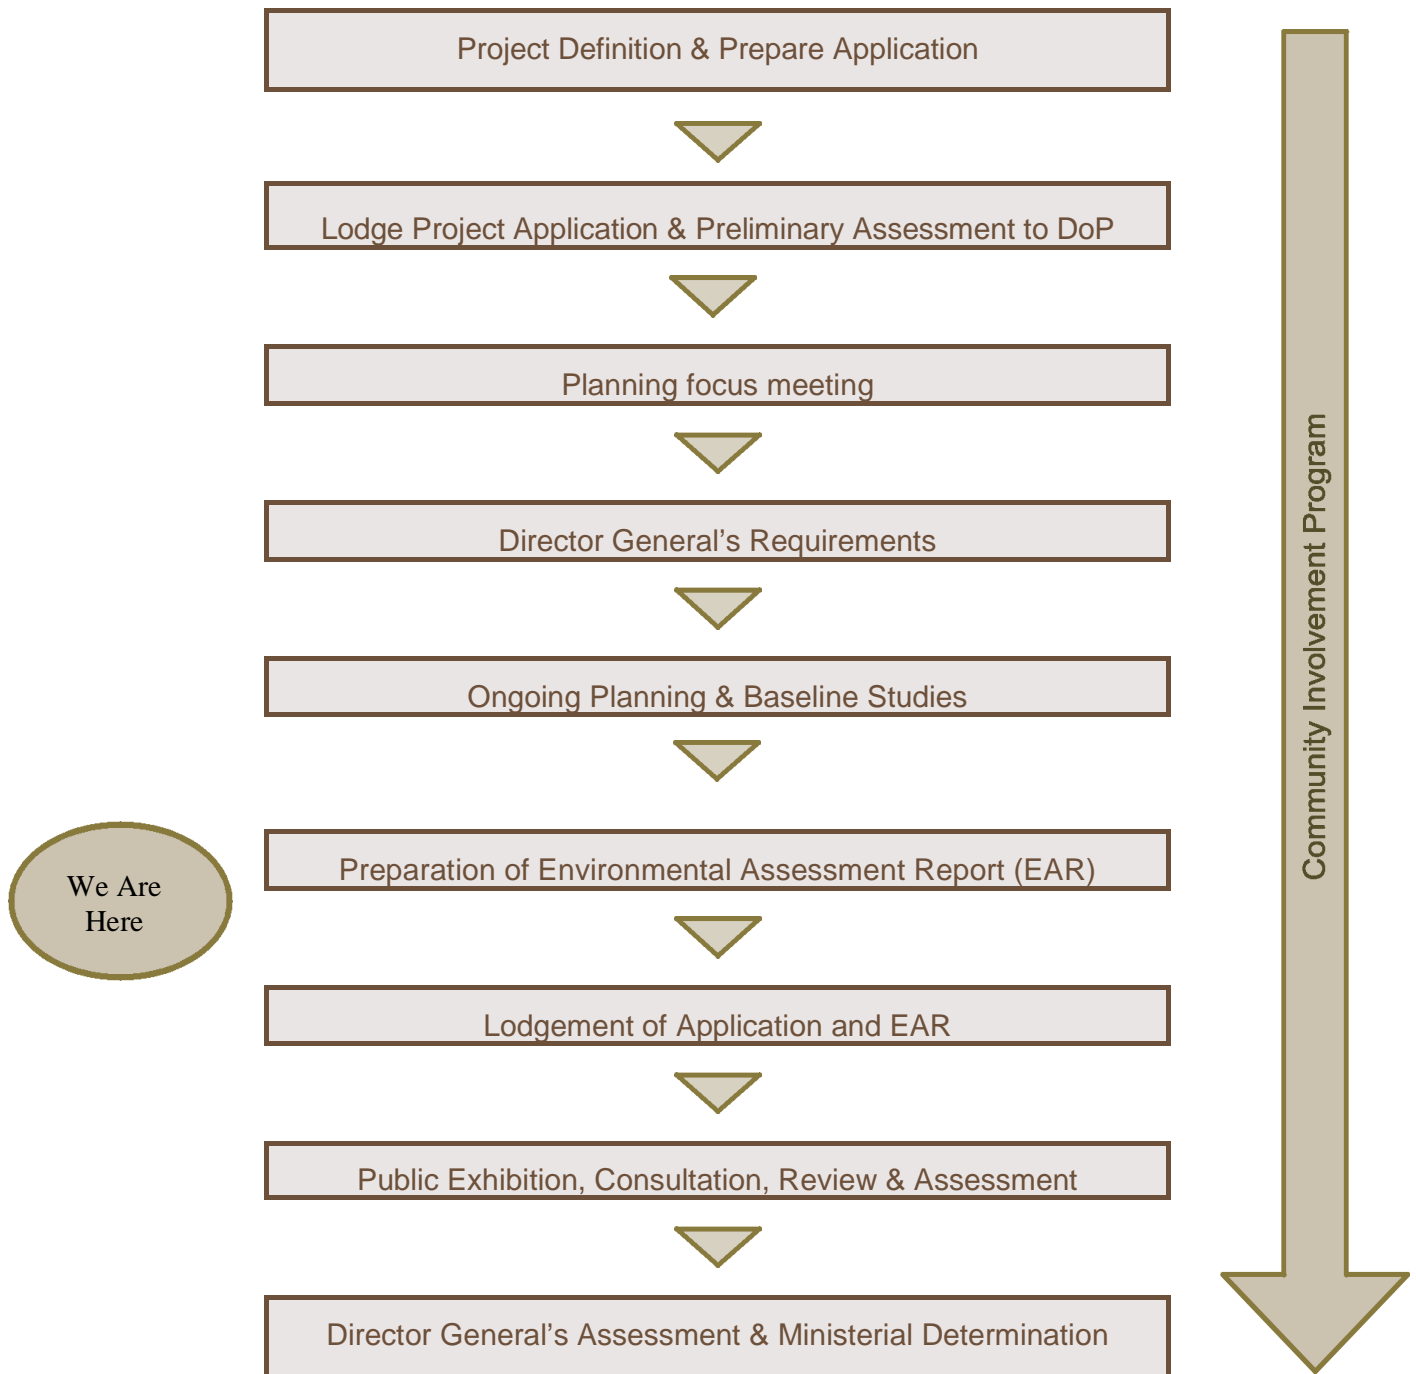 Project Definition & Prepare Application
Lodge Project Application & Preliminary Assessment to DoP
Planning focus meeting
Director General’s Requirements
Ongoing Planning & Baseline Studies
We Are
Here
Preparation of Environmental Assessment Report (EAR)
Lodgement of Application and EAR
Public Exhibition, Consultation, Review & Assessment
Director General’s Assessment & Ministerial Determination
Community Involvement Program